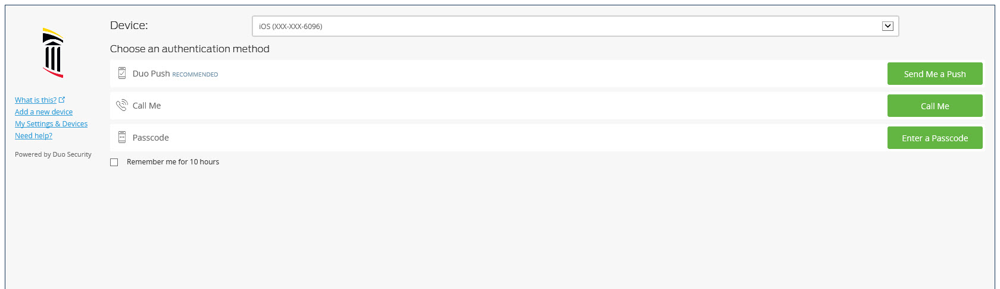 Device:
iOS (XXX-XXX-6096)
Choose an authentication method
Duo Push RECOMMENDED
Send Me a Push
Call Me
Call Me
Passcode
Enter a Passcode
Remember me for 10 hours
What is this?
Add a new device
My Settings & Devices
Need help?
Powered by Duo Security